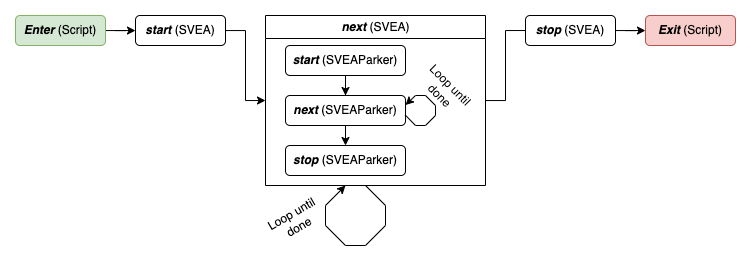 Enter (Script)
start (SVEA)
next (SVEA)
start (SVEAParker)
next (SVEAParker)
Loop until
done
stop (SVEAParker)
Loop until
done
stop (SVEA)
Exit (Script)